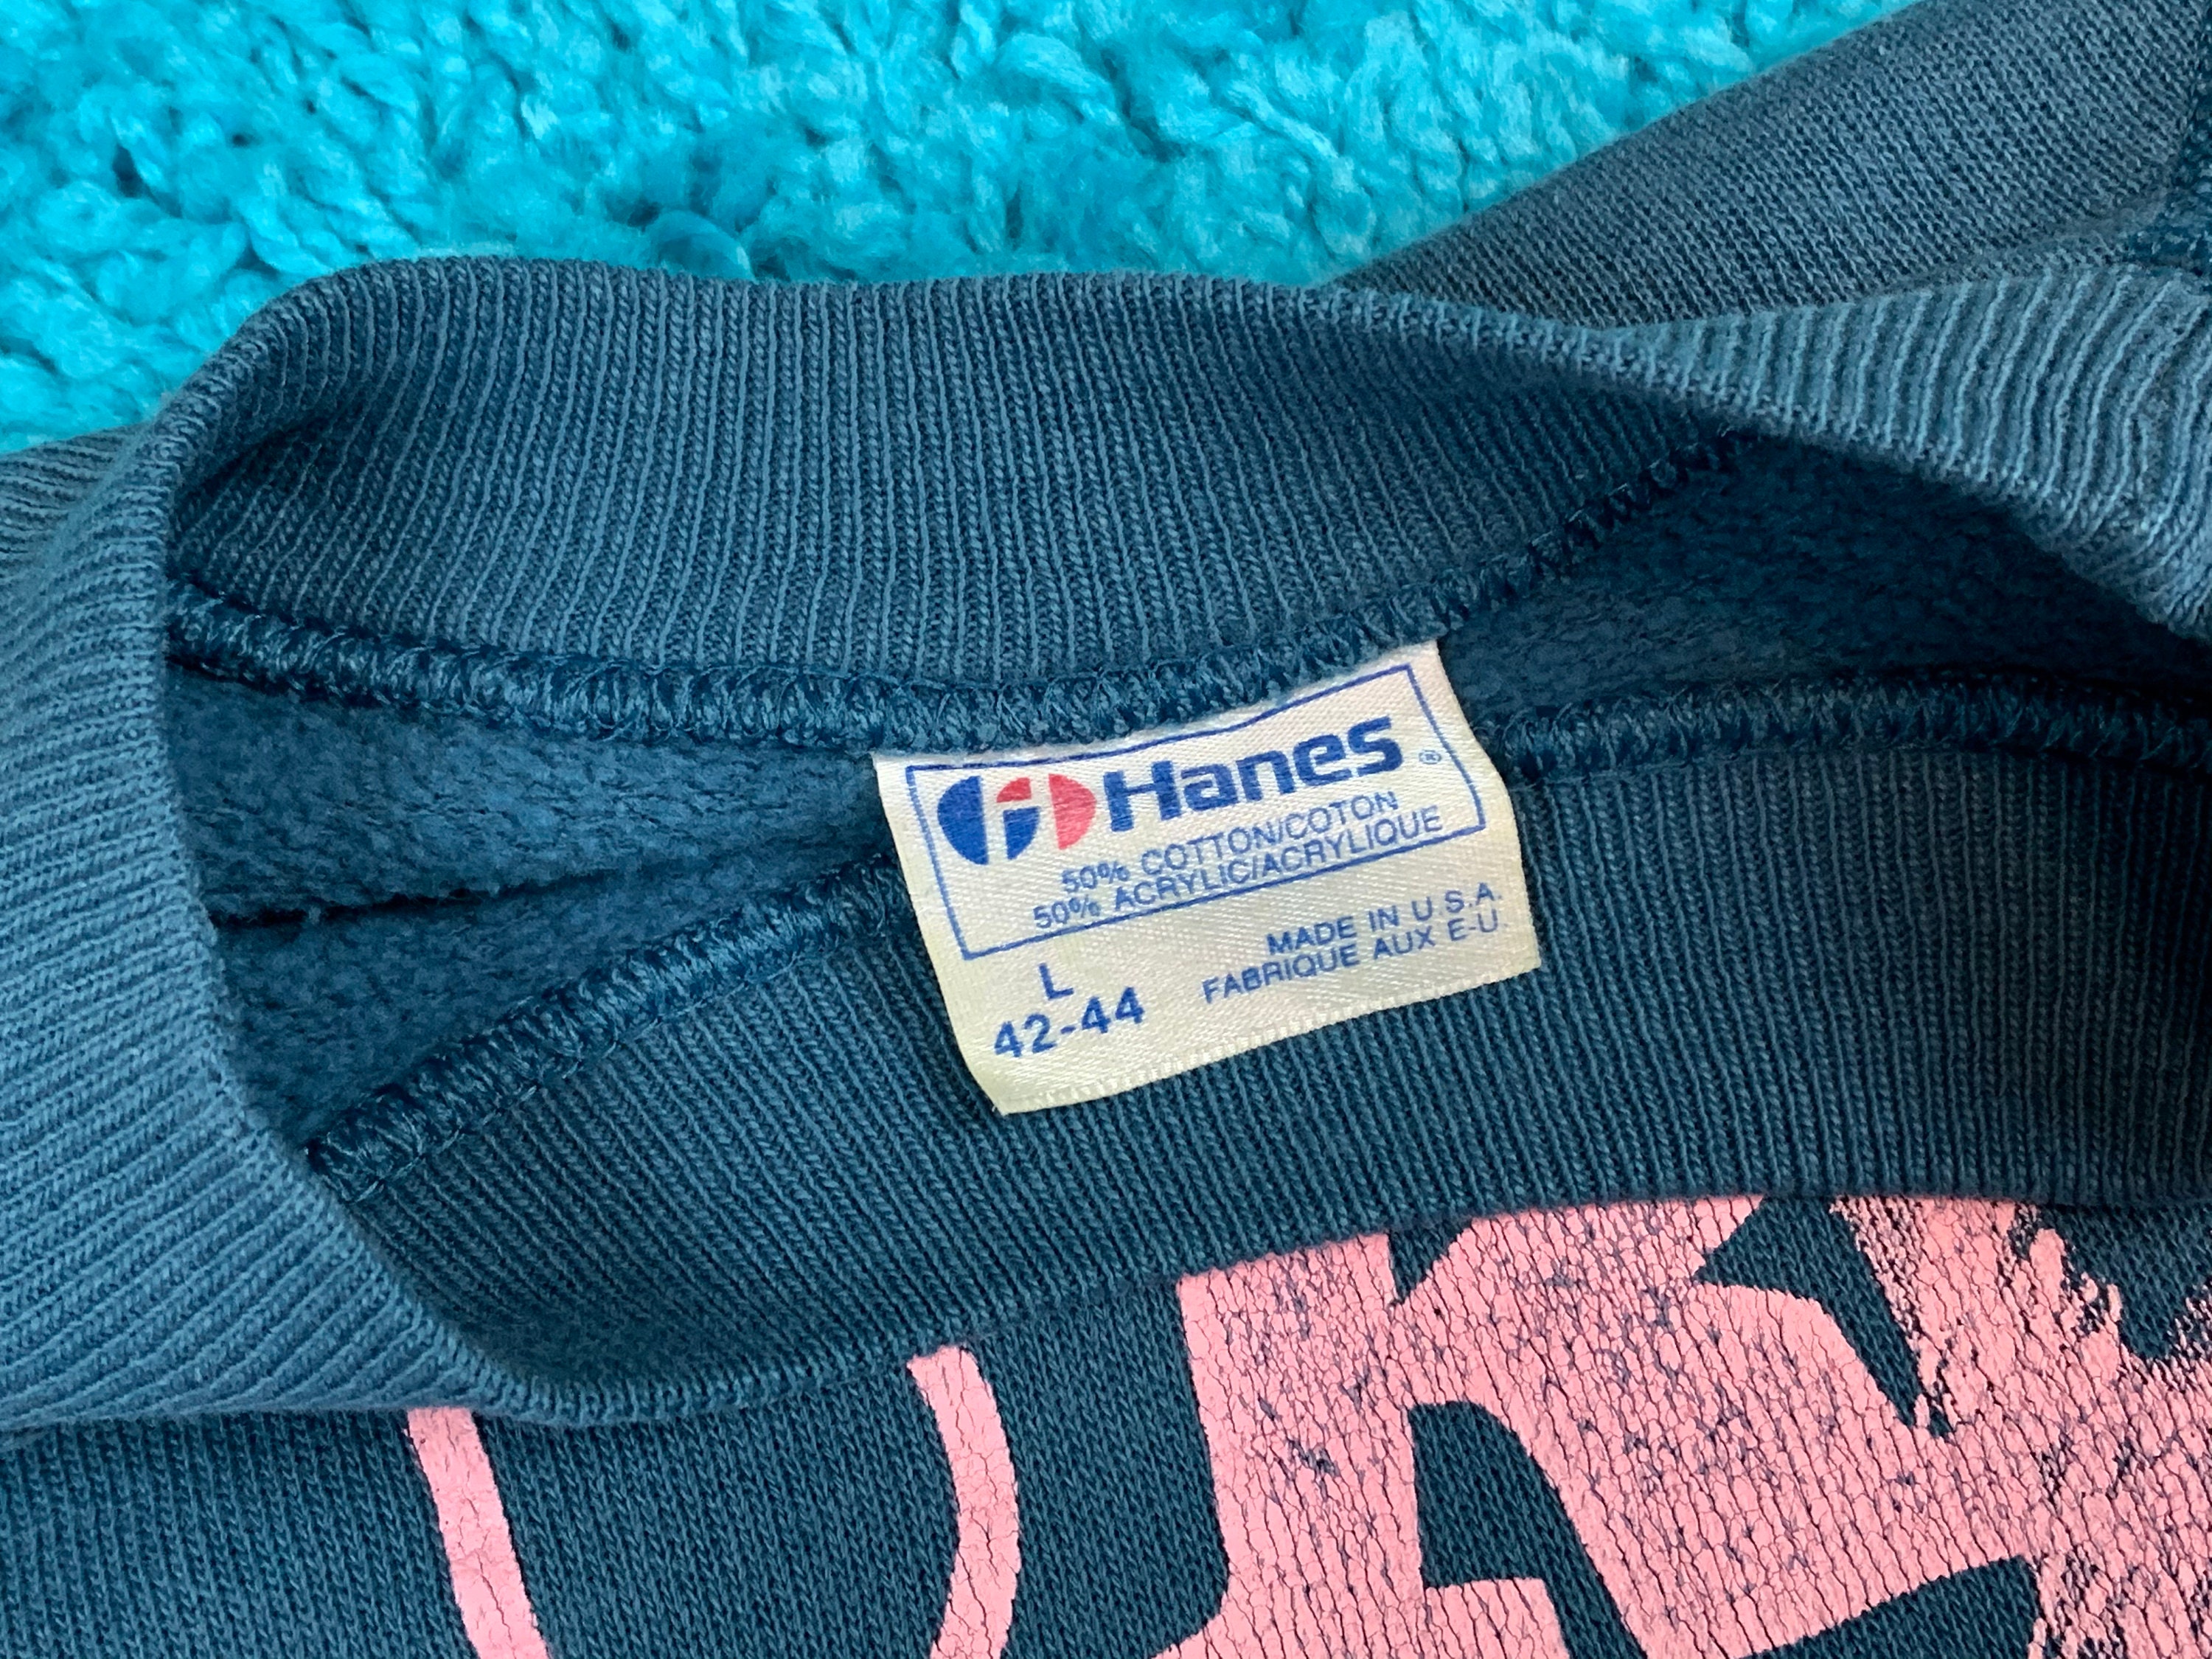 Hanes®
50% COTTON/COTON
50% ACRYLIC/ACRYLIQUE
MADE IN U.S.A.
FABRIQUE AUX E-U.
L
42-44